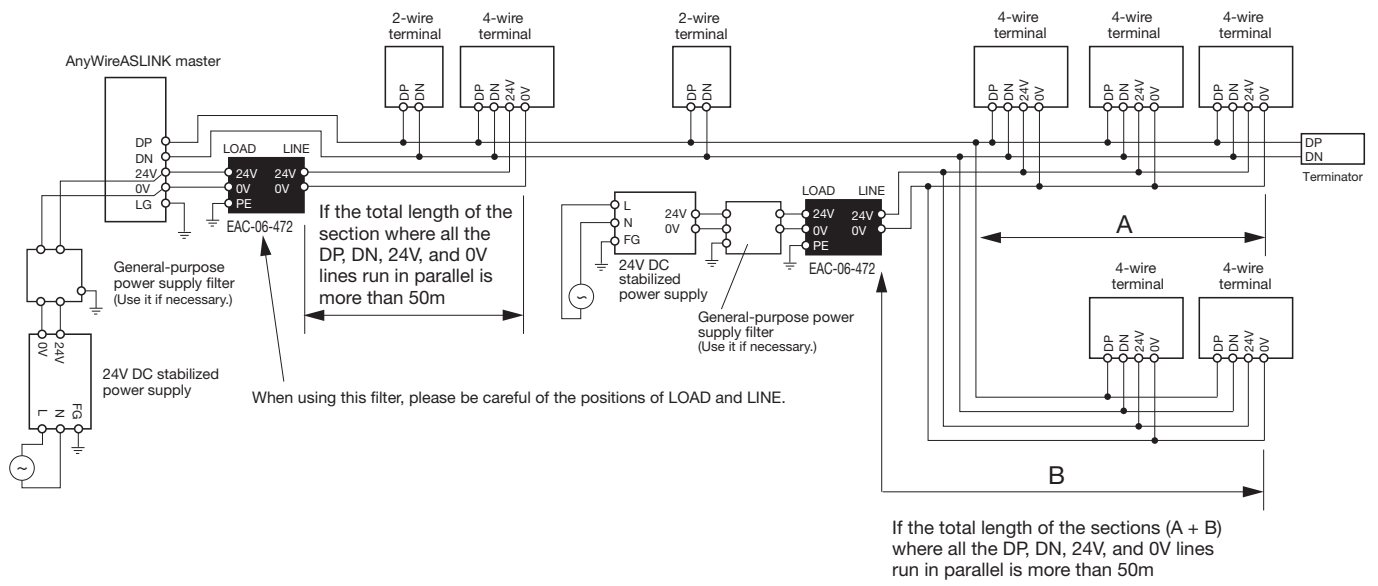 2-wire
terminal
4-wire
terminal
2-wire
terminal
4-wire
terminal
4-wire
terminal
4-wire
terminal
AnyWireASLINK master
DP
DN
DP
DN
24V
0V
DP
DN
DP
DN
24V
0V
DP
DN
24V
0V
DP
DN
24V
0V
DP
DN
24V
0V
LG
LOAD
LINE
24V
0V
PE
24V
0V
EAC-06-472
DP
DN
Terminator
If the total length of the
section where all the
DP, DN, 24V, and 0V
lines run in parallel is
more than 50m
L
N
FG
24V
0V
24V DC
stabilized
power supply
LOAD
LINE
24V
0V
PE
24V
0V
EAC-06-472
General-purpose power
supply filter
(Use it if necessary.)
A
General-purpose
power supply filter
(Use it if necessary.)
0V
24V
L
N
FG
24V DC stabilized
power supply
~
~
When using this filter, please be careful of the positions of LOAD and LINE.
4-wire
terminal
4-wire
terminal
DP
DN
24V
0V
DP
DN
24V
0V
B
If the total length of the sections (A + B)
where all the DP, DN, 24V, and 0V lines
run in parallel is more than 50m